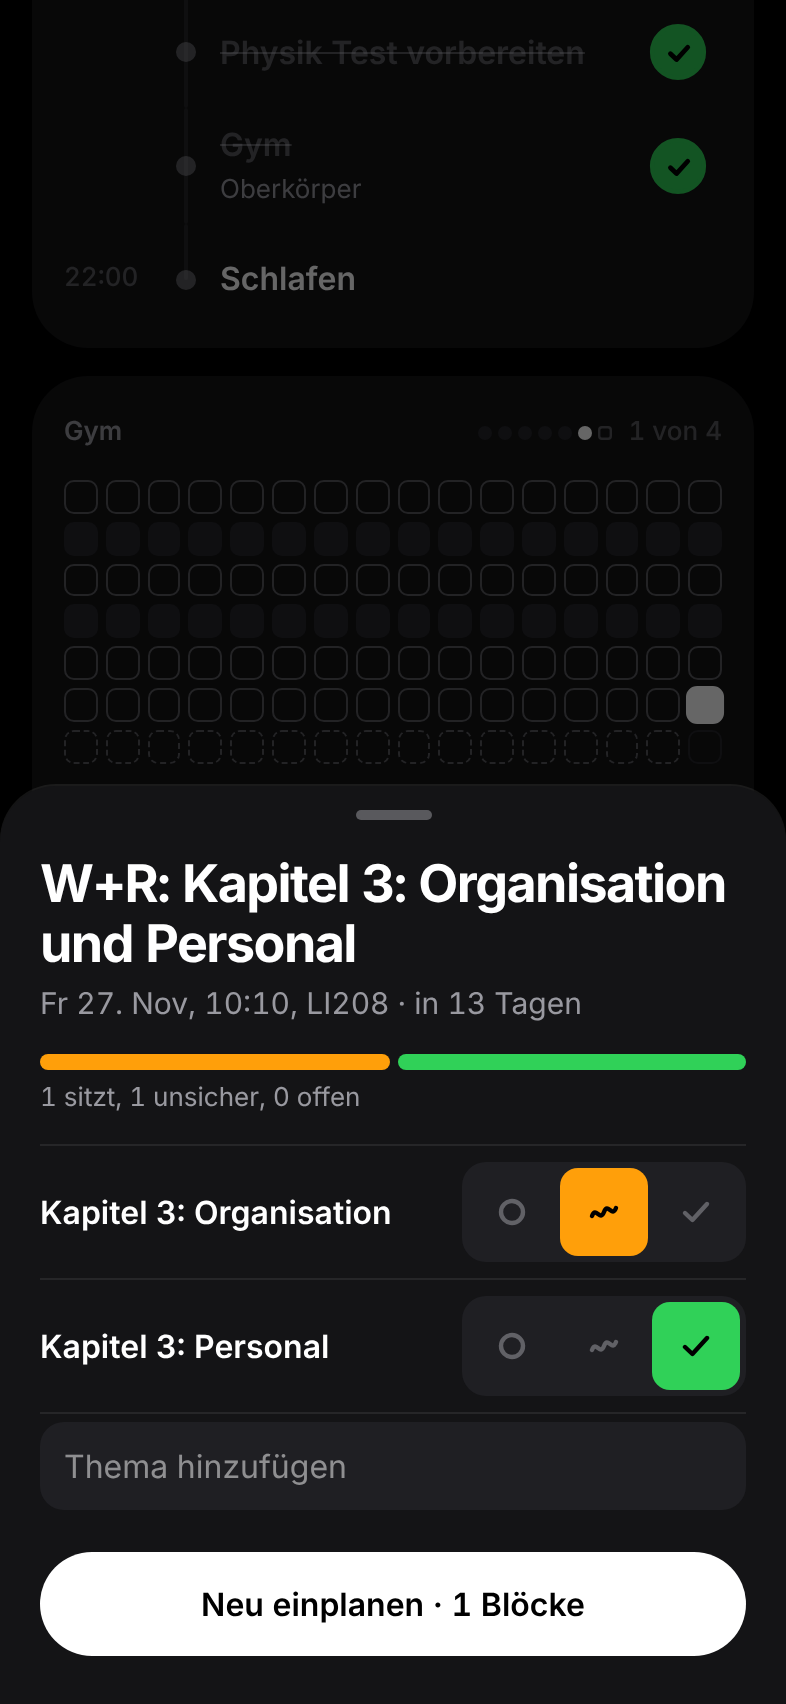 Physik Test vorbereiten
Gym
Oberkörper
22:00 Schlafen
Gym 1 von 4
W+R: Kapitel 3: Organisation
und Personal
Fr 27. Nov, 10:10, LI208 · in 13 Tagen
1 sitzt, 1 unsicher, 0 offen
Kapitel 3: Organisation
Kapitel 3: Personal
Thema hinzufügen
Neu einplanen · 1 Blöcke